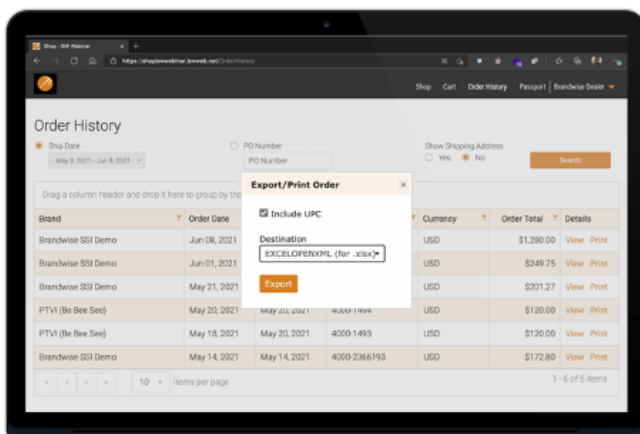 Shop - BW Webinar
https://shopbwwebinar.bwweb.net/OrderHistory
Shop Cart Order History Passport Brandwise Dealer
Order History
Ship Date PO Number Show Shipping Address
May 9, 2021 - Jun 8, 2021 PO Number Yes No Search
Drag a column header and drop it here to group by
Export/Print Order
Include UPC
Destination
EXCELOPENXML (for .xlsx)
Export
Brand Order Date Currency Order Total Details
Brandwise SSI Demo Jun 08, 2021 USD $1,280.00 View Print
Brandwise SSI Demo Jun 01, 2021 USD $249.75 View Print
Brandwise SSI Demo May 21, 2021 USD $201.27 View Print
PTVI (Be Bee See) May 20, 2021 May 20, 2021 4000-1494 USD $120.00 View Print
PTVI (Be Bee See) May 18, 2021 May 20, 2021 4000-1493 USD $120.00 View Print
Brandwise SSI Demo May 14, 2021 May 14, 2021 4000-2366193 USD $172.80 View Print
10 items per page 1 - 6 of 6 items